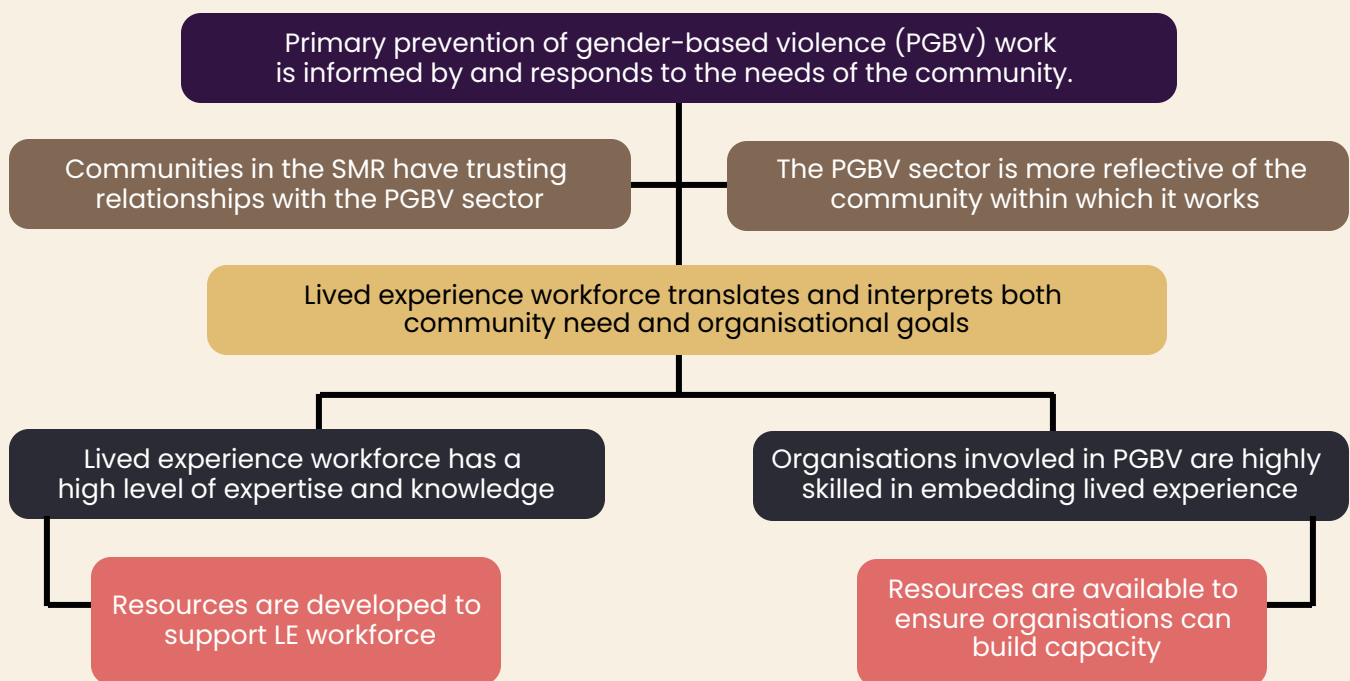 Primary prevention of gender-based violence (PGBV) work
is informed by and responds to the needs of the community.
Communities in the SMR have trusting
relationships with the PGBV sector
The PGBV sector is more reflective of the
community within which it works
Lived experience workforce translates and interprets both
community need and organisational goals
Lived experience workforce has a
high level of expertise and knowledge
Organisations invovled in PGBV are highly
skilled in embedding lived experience
Resources are developed to
support LE workforce
Resources are available to
ensure organisations can
build capacity